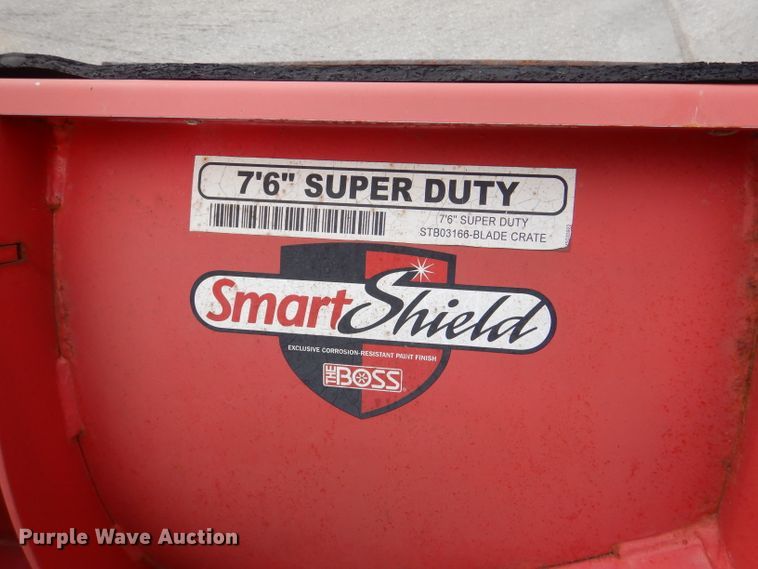 7'6" SUPER DUTY
7'6" SUPER DUTY
STB03166-BLADE CRATE
SmartShield
EXCLUSIVE CORROSION-RESISTANT PAINT FINISH
THE BOSS
Purple Wave Auction